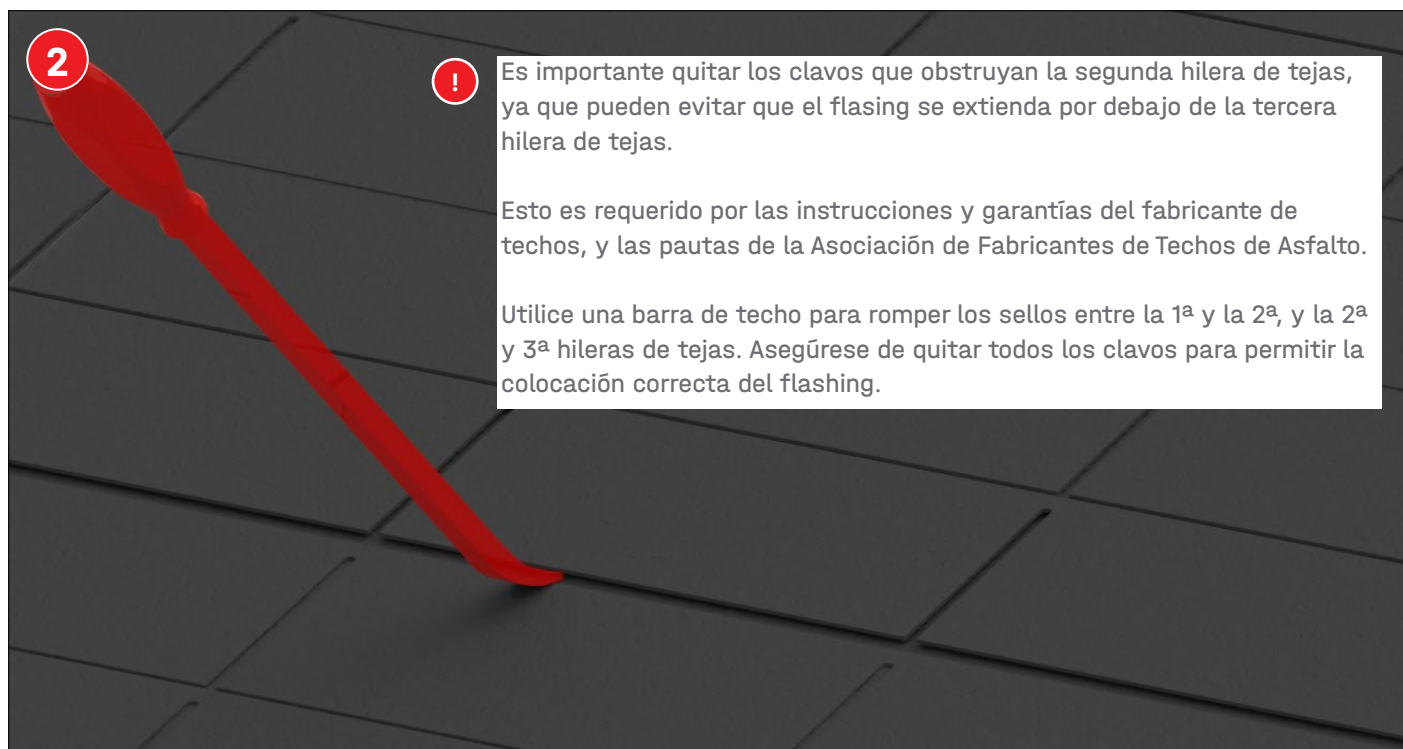 2
!
Es importante quitar los clavos que obstruyan la segunda hilera de tejas,
ya que pueden evitar que el flasing se extienda por debajo de la tercera
hilera de tejas.
Esto es requerido por las instrucciones y garantías del fabricante de
techos, y las pautas de la Asociación de Fabricantes de Techos de Asfalto.
Utilice una barra de techo para romper los sellos entre la 1ª y la 2ª, y la 2ª
y 3ª hileras de tejas. Asegúrese de quitar todos los clavos para permitir la
colocación correcta del flashing.